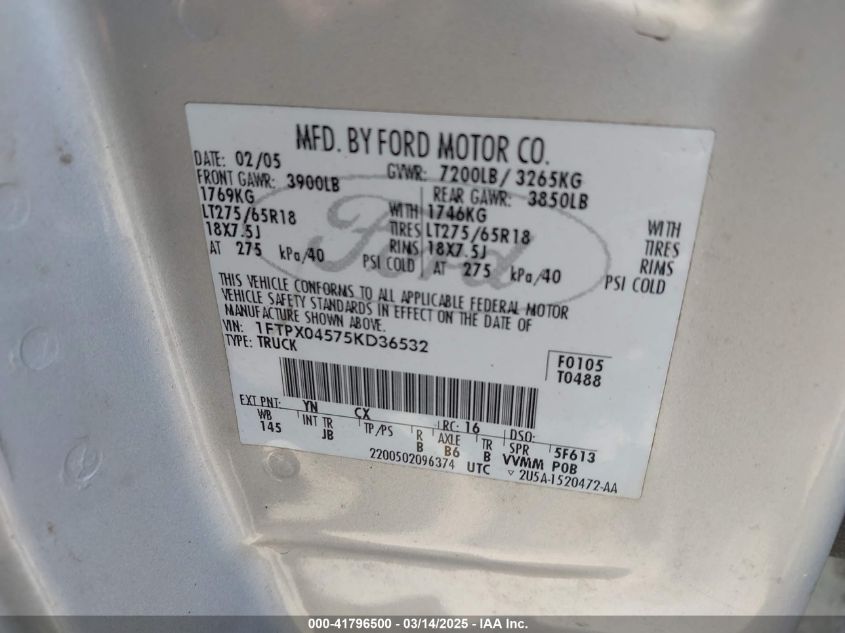 MFD. BY FORD MOTOR CO.
DATE: 02/05 GVWR: 7200LB / 3265KG
FRONT GAWR: 3900LB REAR GAWR: 3850LB
1769KG WITH 1746KG WITH
LT275/65R18 TIRES LT275/65R18 TIRES
18X7.5J RIMS 18X7.5J RIMS
AT 275 kPa/40 PSI COLD AT 275 kPa/40 PSI COLD
THIS VEHICLE CONFORMS TO ALL APPLICABLE FEDERAL MOTOR
VEHICLE SAFETY STANDARDS IN EFFECT ON THE DATE OF
MANUFACTURE SHOWN ABOVE.
VIN: 1FTPX04575KD36532
TYPE: TRUCK
F0105
T0488
EXT PNT: YN CX RC: 16 DSO:
WB INT TR TP/PS R AXLE TR SPR 5F613
145 JB B B6 B VVMM POB
2200502096374 UTC ▽ 2U5A-1520472-AA
Ford
000-41796500 - 03/14/2025 - IAA Inc.